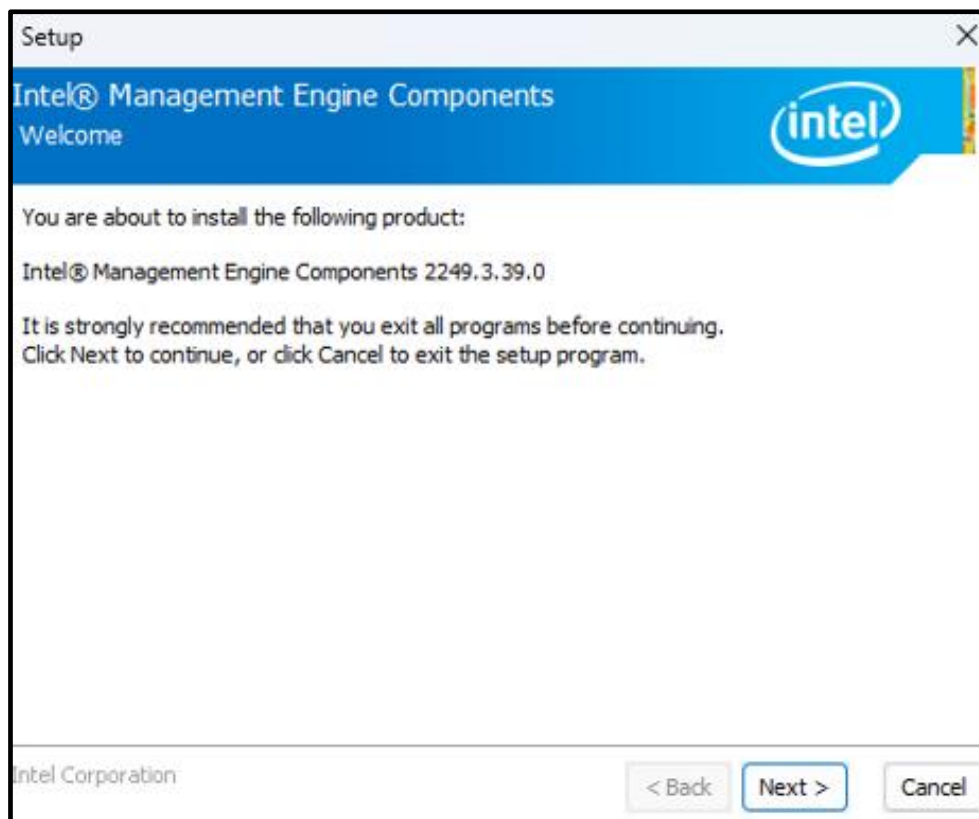 Setup
Intel® Management Engine Components
Welcome
intel
You are about to install the following product:
Intel® Management Engine Components 2249.3.39.0
It is strongly recommended that you exit all programs before continuing.
Click Next to continue, or click Cancel to exit the setup program.
Intel Corporation
< Back Next > Cancel